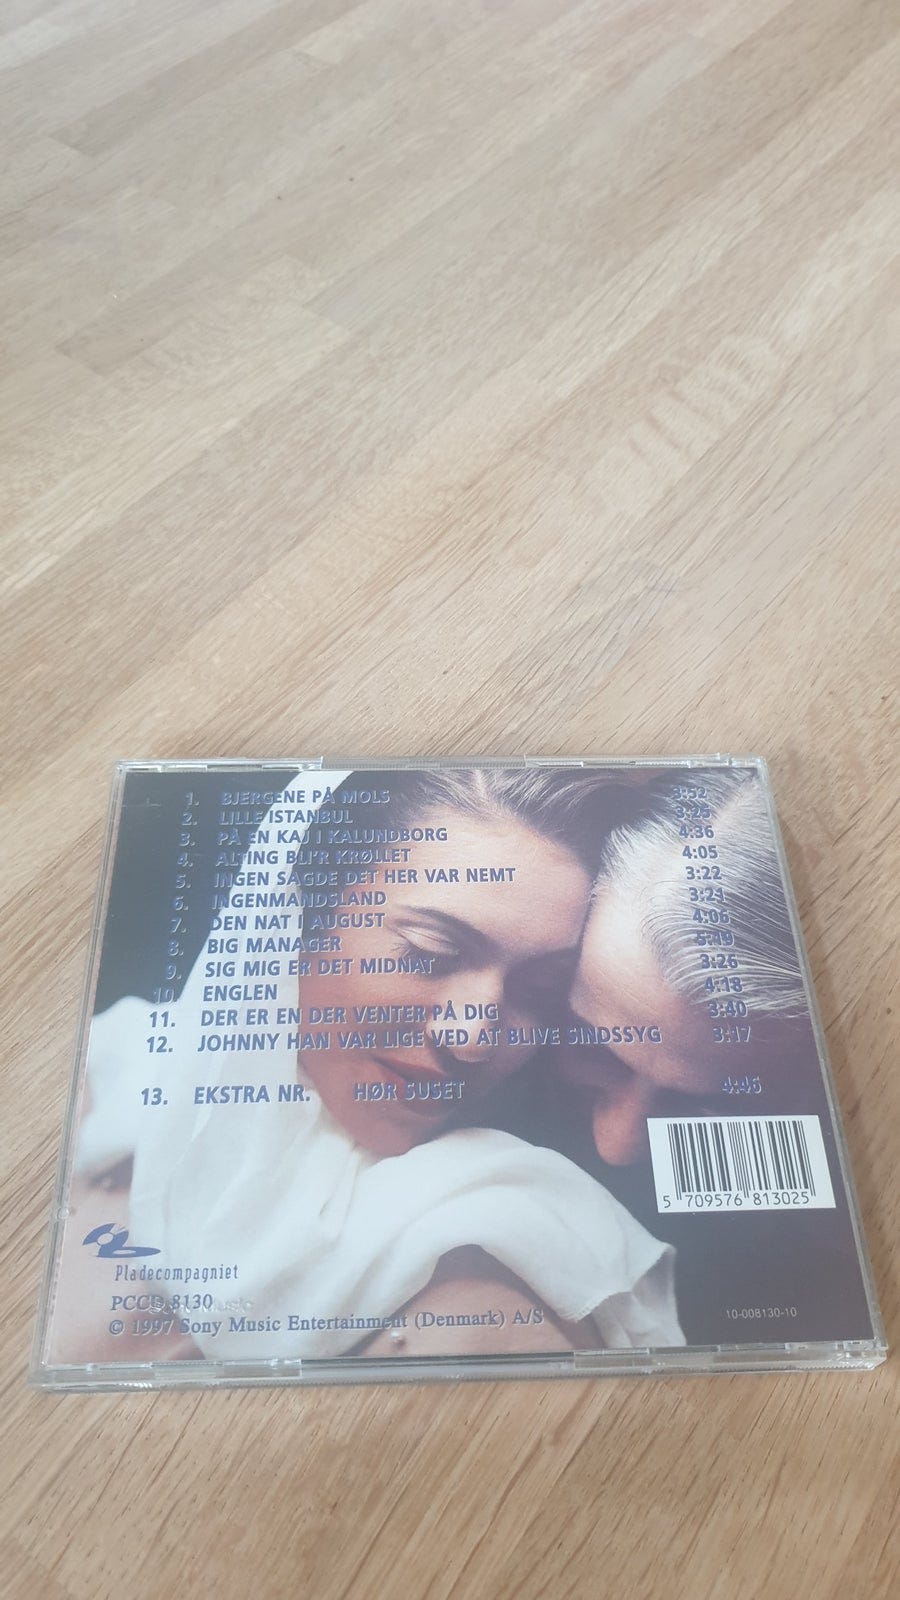 1. BJERGENE PÅ MOLS 3:52
2. LILLE ISTANBUL 3:25
3. PÅ EN KAJ I KALUNDBORG 4:36
4. ALTING BLI'R KRØLLET 4:05
5. INGEN SAGDE DET HER VAR NEMT 3:22
6. INGENMANDSLAND 3:21
7. DEN NAT I AUGUST 4:06
8. BIG MANAGER 5:19
9. SIG MIG ER DET MIDNAT 3:26
10. ENGLEN 4:18
11. DER ER EN DER VENTER PÅ DIG 3:40
12. JOHNNY HAN VAR LIGE VED AT BLIVE SINDSSYG 3:17
13. EKSTRA NR. HØR SUSET 4:46
5 709576 813025
Pladecompagniet
PCCD 8130
© 1997 Sony Music Entertainment (Denmark) A/S
10-008130-10